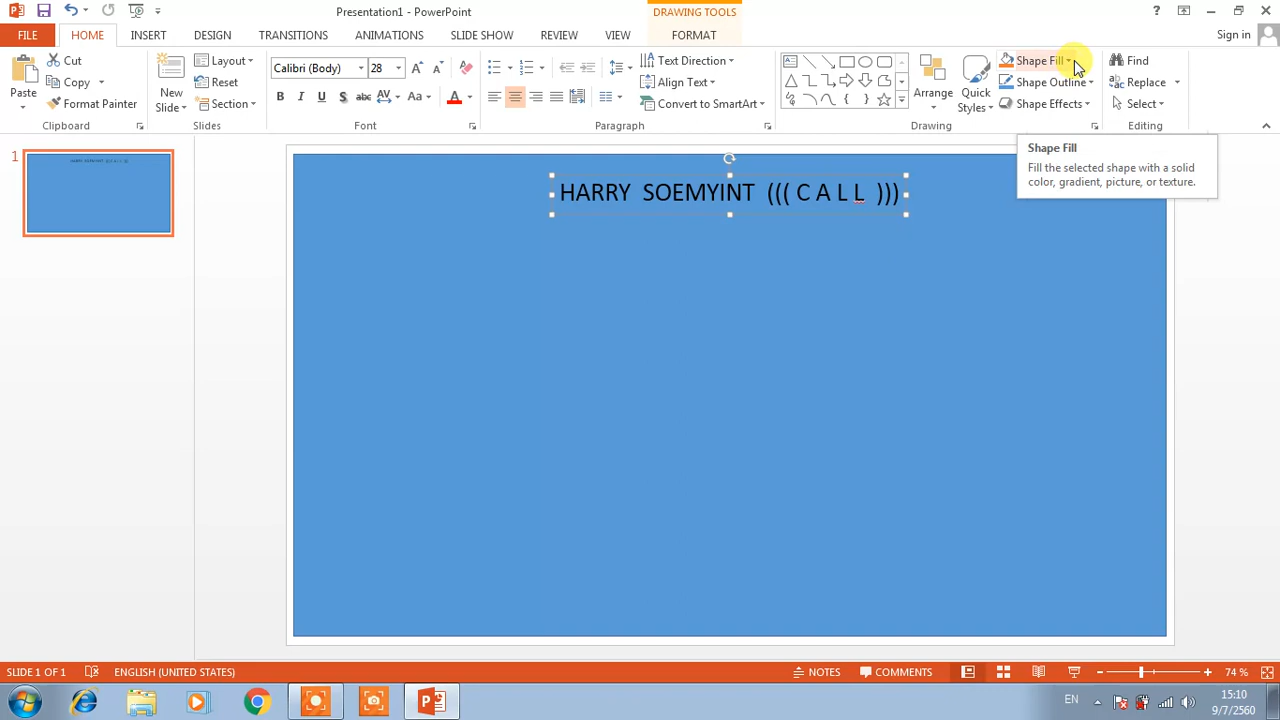 Presentation1 - PowerPoint
DRAWING TOOLS
?
FILE
HOME
INSERT
DESIGN
TRANSITIONS
ANIMATIONS
SLIDE SHOW
REVIEW
VIEW
FORMAT
Sign in
Paste
Cut
Copy
Format Painter
Clipboard
New
Slide
Layout
Reset
Section
Slides
Calibri (Body)
28
B I U S abc AV Aa A
Font
Text Direction
Align Text
Convert to SmartArt
Paragraph
Arrange
Quick
Styles
Shape Fill
Shape Outline
Shape Effects
Drawing
Find
Replace
Select
Editing
Shape Fill
Fill the selected shape with a solid
color, gradient, picture, or texture.
1
HARRY SOEMYINT ((( C A L L )))
SLIDE 1 OF 1
ENGLISH (UNITED STATES)
NOTES
COMMENTS
74 %
EN
15:10
9/7/2560